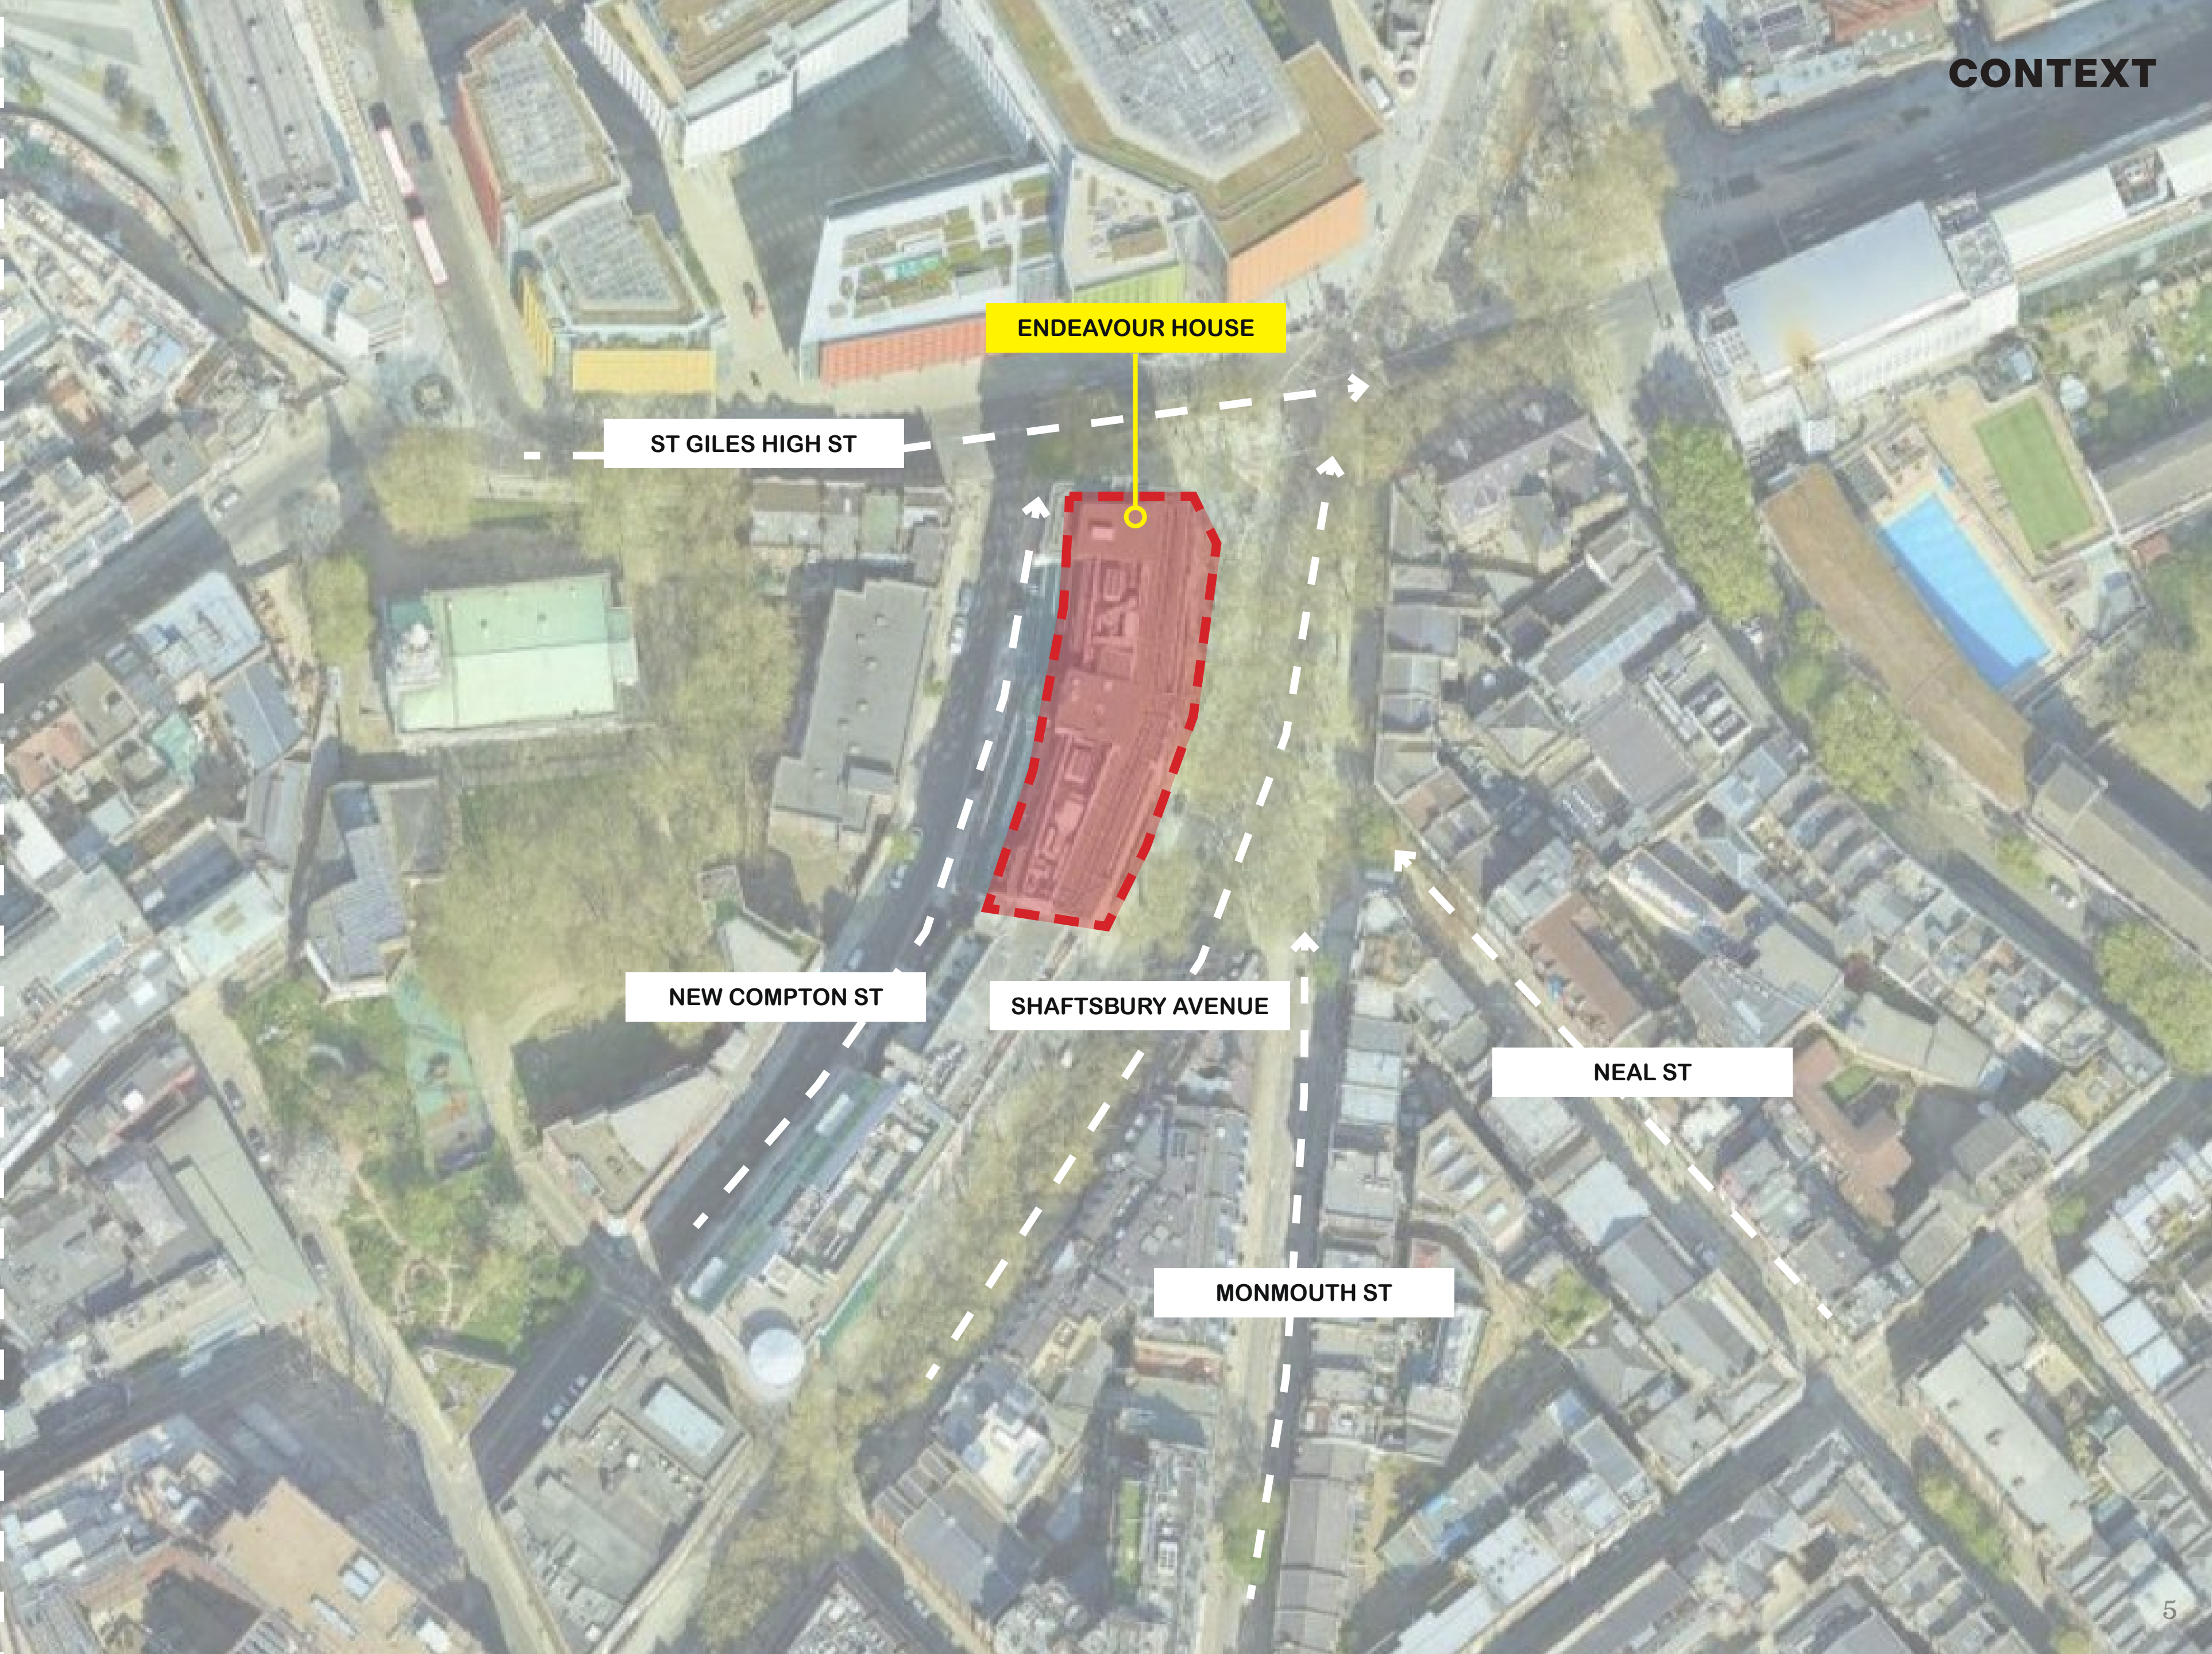 CONTEXT
ENDEAVOUR HOUSE
ST GILES HIGH ST
NEW COMPTON ST
SHAFTSBURY AVENUE
NEAL ST
MONMOUTH ST
5